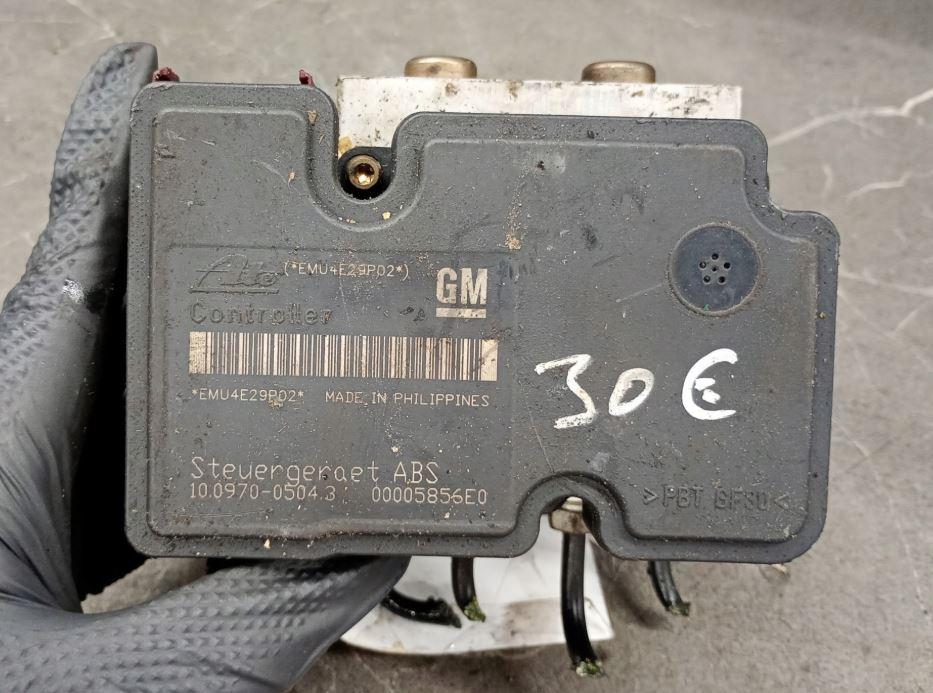 Ate (*EMU4E29P02*)
GM
Controller
*EMU4E29P02* MADE IN PHILIPPINES
30 €
Steuergeraet ABS
10.0970-0504.3 00005856E0
>PBT GF30<